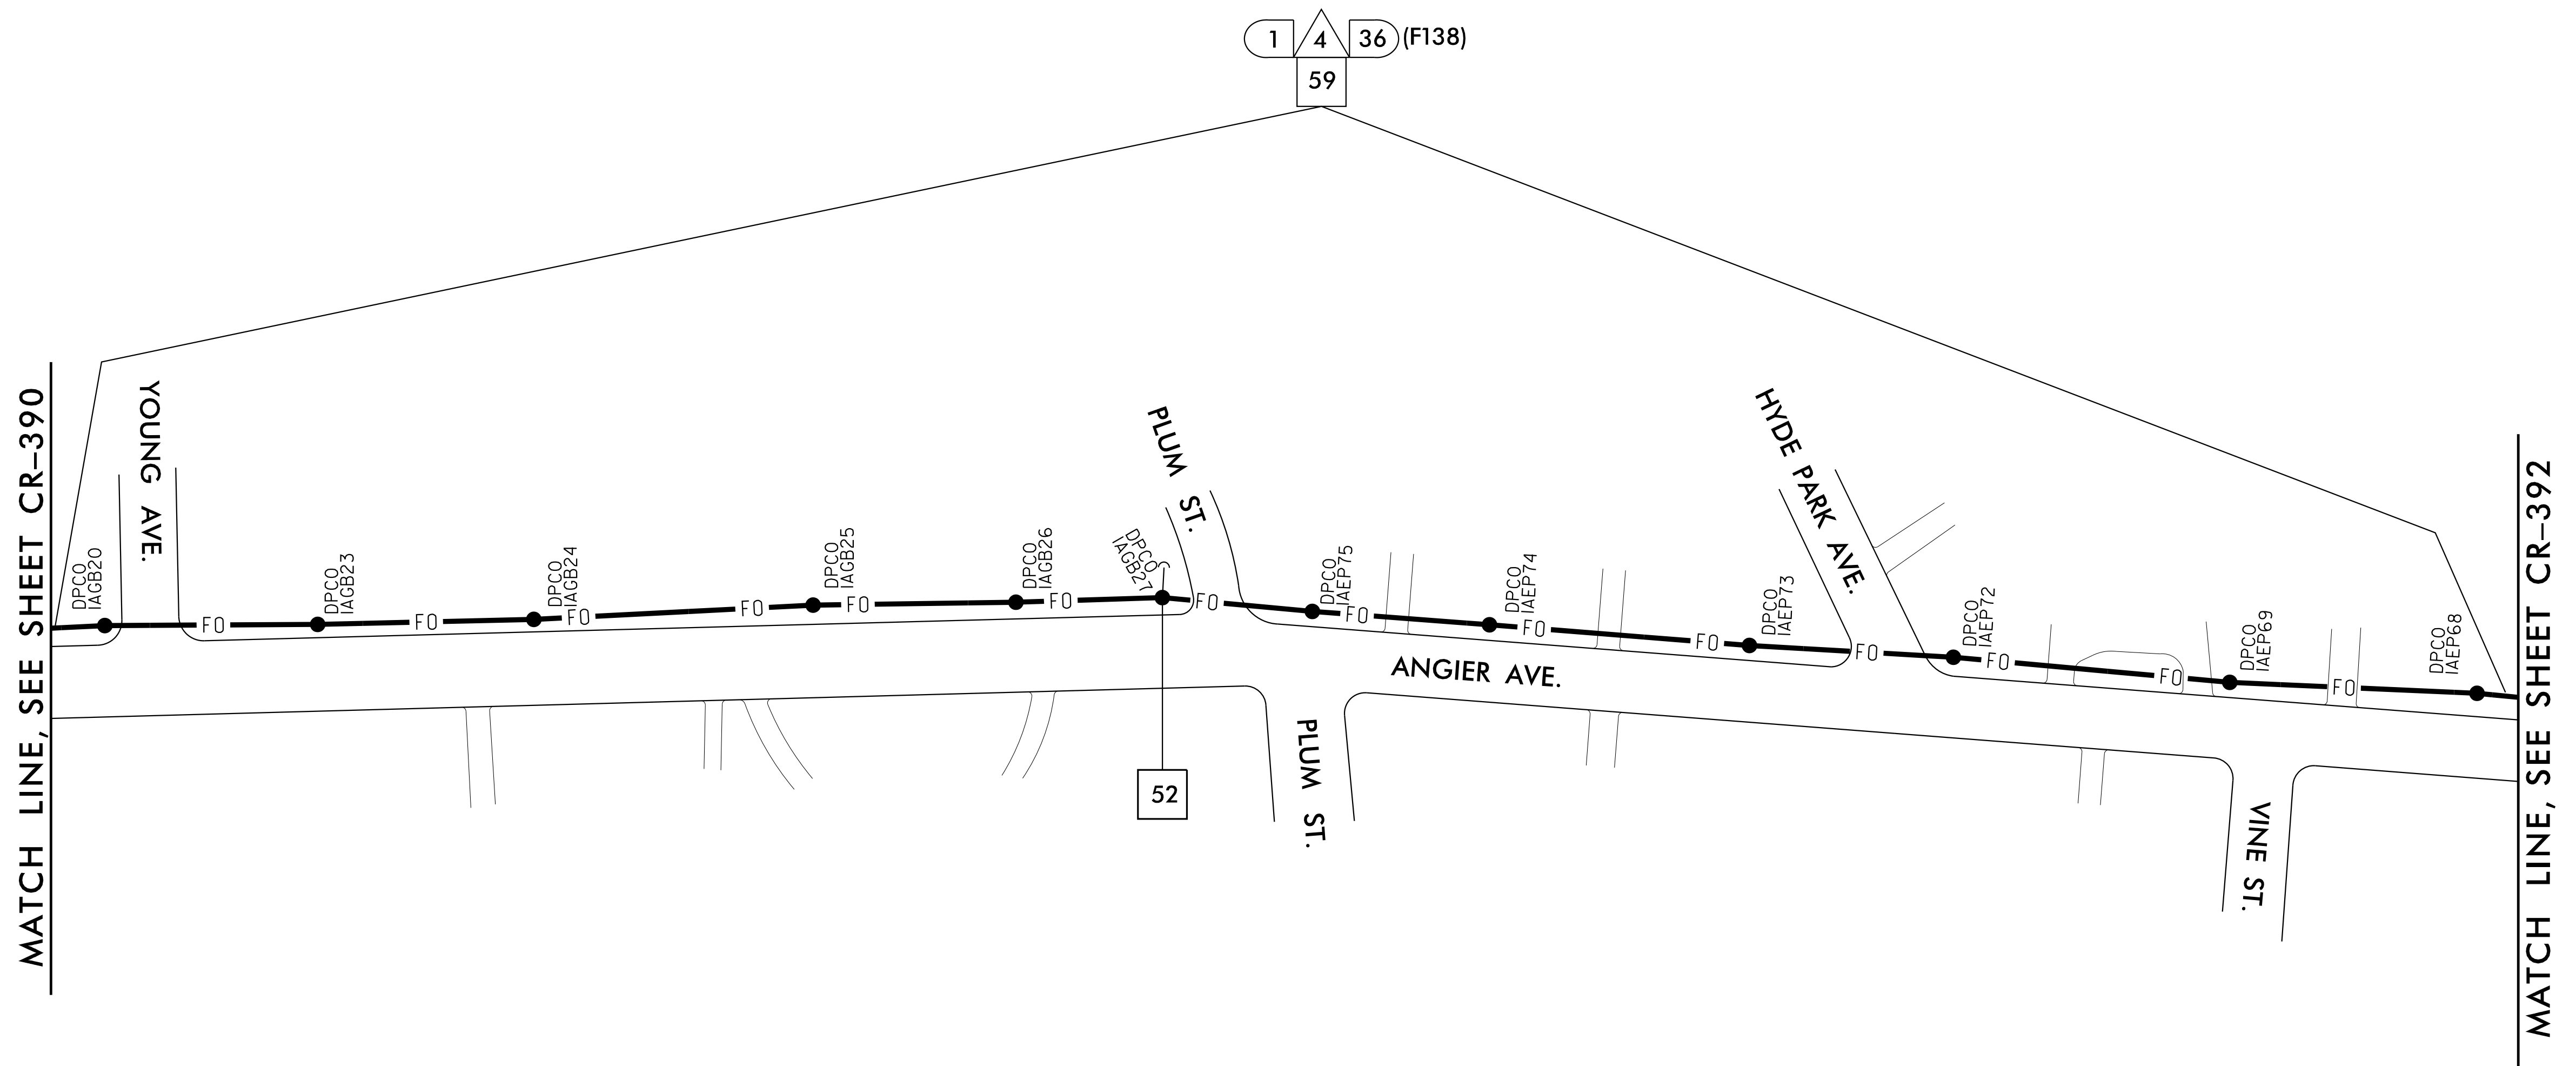 1 4 36 (F138)
59
MATCH LINE, SEE SHEET CR-390
YOUNG AVE.
PLUM ST.
HYDE PARK AVE.
MATCH LINE, SEE SHEET CR-392
DPCO
IAGB20
DPCO
IAGB23
DPCO
IAGB24
DPCO
IAGB25
DPCO
IAGB26
DPCO
IAGB27
DPCO
IAEP75
DPCO
IAEP74
DPCO
IAEP73
DPCO
IAEP72
DPCO
IAEP69
DPCO
IAEP68
FO
FO
FO
FO
FO
FO
FO
FO
FO
FO
FO
FO
FO
FO
ANGIER AVE.
52
PLUM ST.
VINE ST.